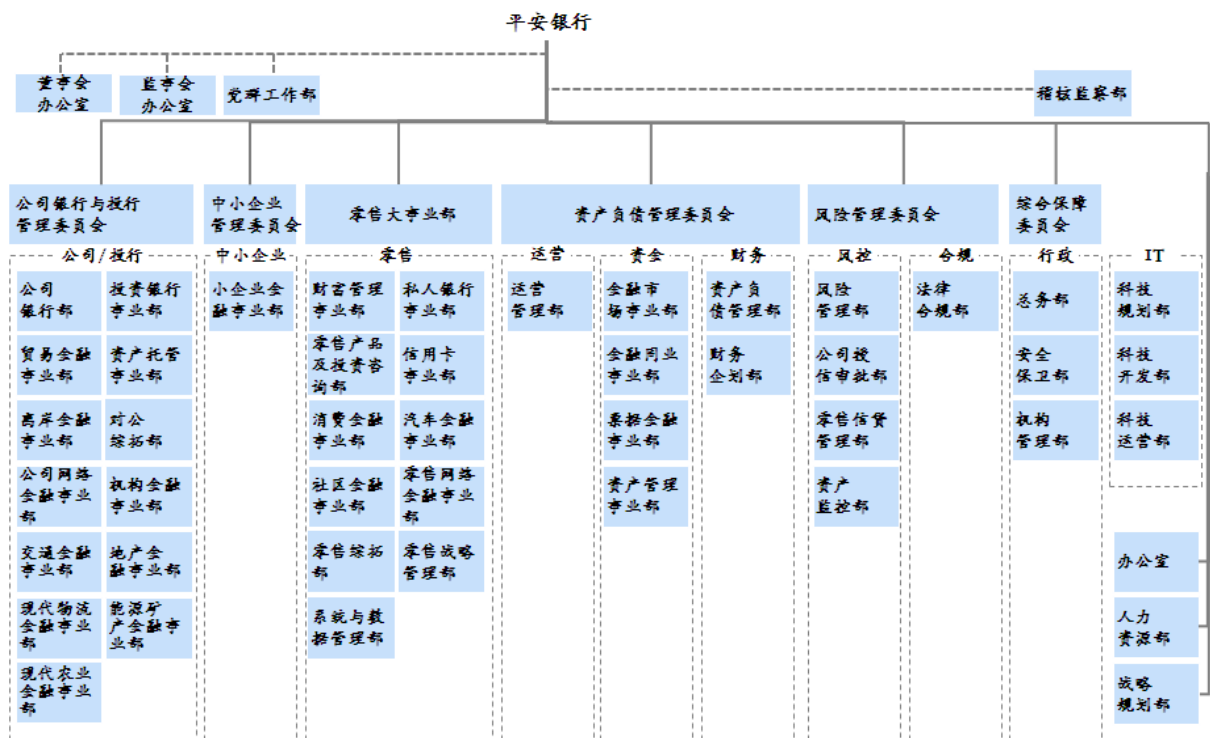 平安银行
董事会
办公室
监事会
办公室
党群工作部
稽核监察部
公司银行与投行
管理委员会
中小企业
管理委员会
零售大事业部
资产负债管理委员会
风险管理委员会
综合保障
委员会
公司/投行
中小企业
零售
运营
资金
财务
风控
合规
行政
IT
公司
银行部
投资银行
事业部
贸易金融
事业部
资产托管
事业部
离岸金融
事业部
对公
综拓部
公司网络
金融事业
部
机构金融
事业部
交通金融
事业部
地产金
融事业部
现代物流
金融事业
部
能源矿
产金融事
业部
现代农业
金融事业
部
小企业金
融事业部
财富管理
事业部
私人银行
事业部
零售产品
及投资咨
询部
信用卡
事业部
消费金融
事业部
汽车金融
事业部
社区金融
事业部
零售网络
金融事业部
零售综拓
部
零售战略
管理部
系统与数
据管理部
运营
管理部
金融市
场事业部
金融同业
事业部
票据金融
事业部
资产管理
事业部
资产负
债管理部
财务
企划部
风险
管理部
公司授
信审批部
零售信贷
管理部
资产
监控部
法律
合规部
总务部
安全
保卫部
机构
管理部
科技
规划部
科技
开发部
科技
运营部
办公室
人力
资源部
战略
规划部